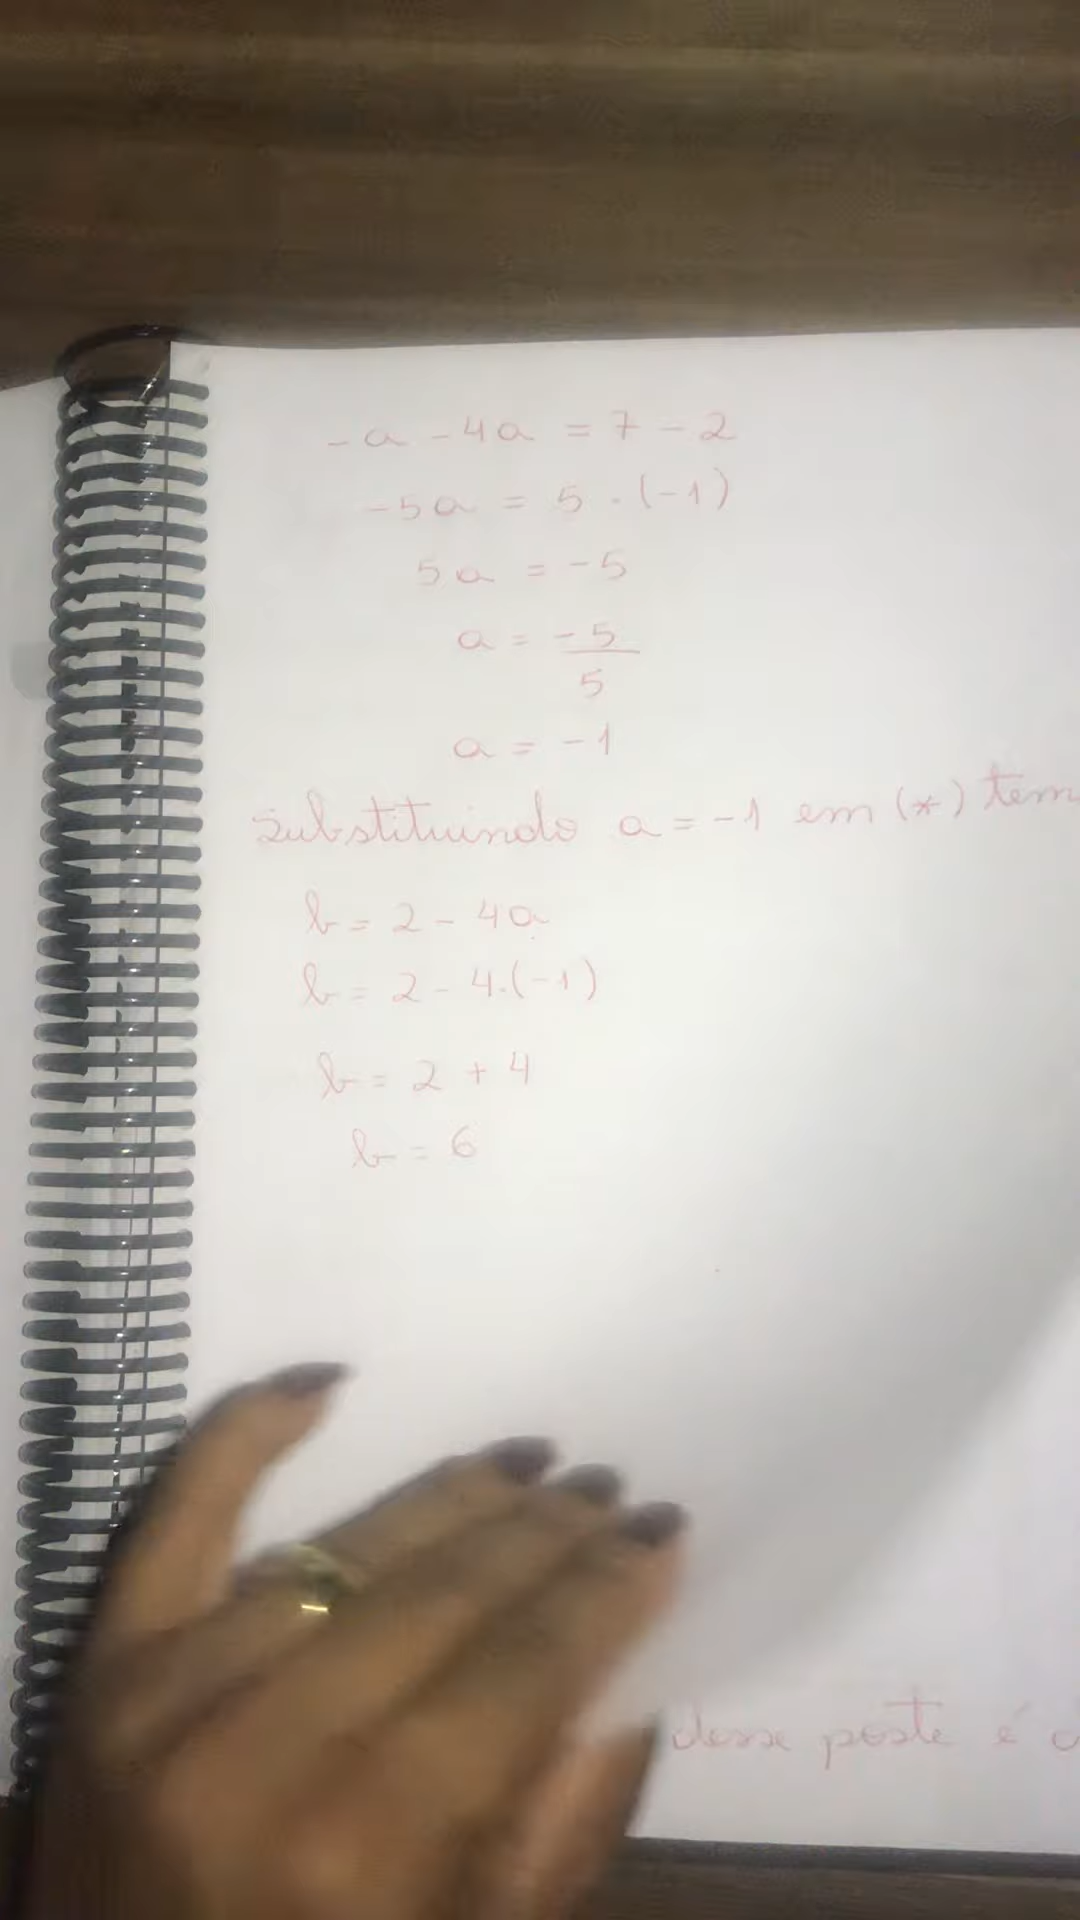 -a - 4a = 7 - 2
-5a = 5 . (-1)
5a = -5
a = -5
5
a = -1
Substituindo a = -1 em (*) tem
b = 2 - 4a
b = 2 - 4.(-1)
b = 2 + 4
b = 6
desse poste é